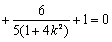 + 6/(5(1+4k²)) + 1 = 0